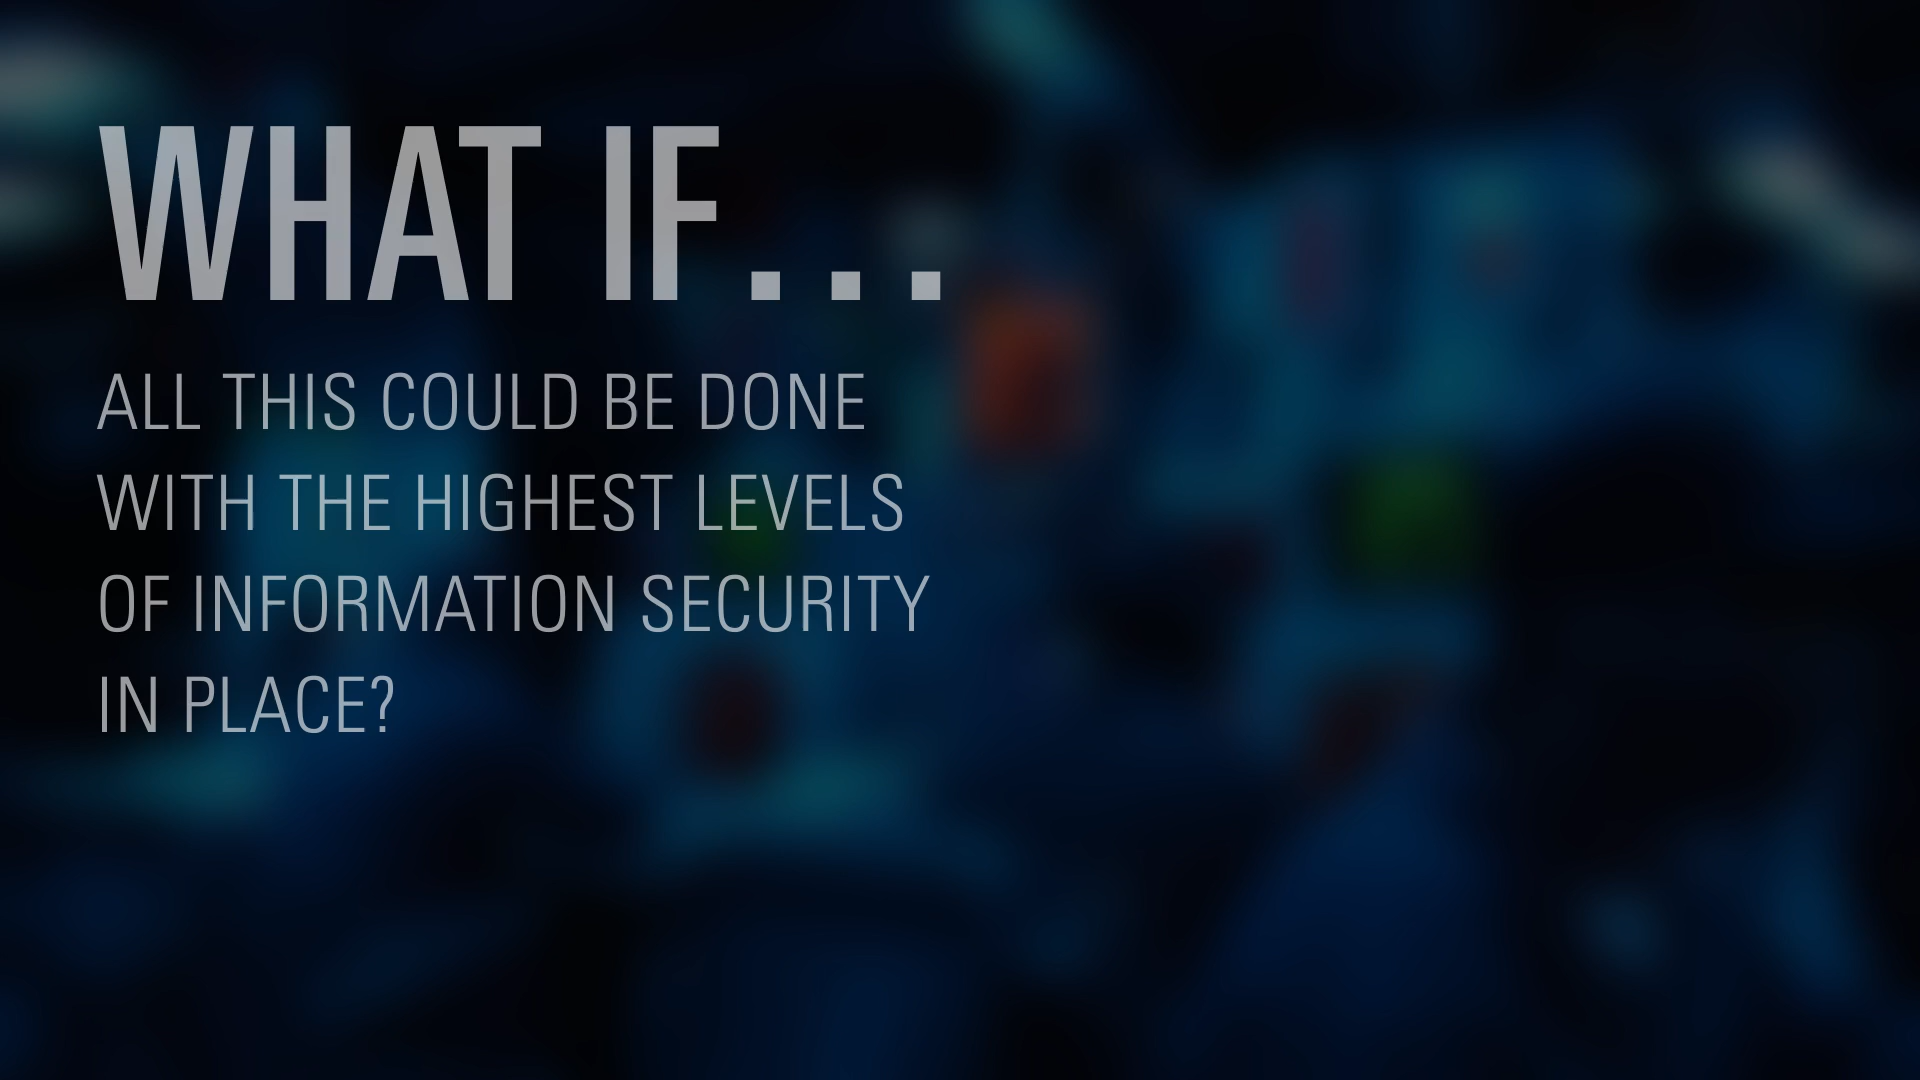 WHAT IF...
ALL THIS COULD BE DONE
WITH THE HIGHEST LEVELS
OF INFORMATION SECURITY
IN PLACE?